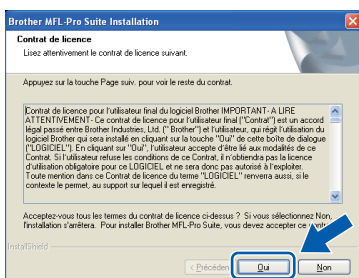 Brother MFL-Pro Suite Installation
Contrat de licence
Lisez attentivement le contrat de licence suivant.
Appuyez sur la touche Page suiv. pour voir le reste du contrat.
Contrat de licence pour l'utilisateur final du logiciel Brother IMPORTANT- A LIRE
ATTENTIVEMENT- Ce contrat de licence pour l'utilisateur final ("Contrat") est un accord
légal passé entre Brother Industries, Ltd. (" Brother") et l'utilisateur, qui régit l'utilisation du
logiciel Brother qui sera installé en cliquant sur la touche "Oui" de cette boîte de dialogue
("LOGICIEL"). En cliquant sur "Oui", l'utilisateur accepte d'être lié aux modalités de ce
Contrat. Si l'utilisateur refuse les conditions de ce Contrat, il n'obtiendra pas la licence
d'utilisation obligatoire pour ce LOGICIEL et ne sera donc pas autorisé à l'exploiter.
Toute mention dans ce Contrat de licence du terme "LOGICIEL" renverra aussi, si le
contexte le permet, au support sur lequel il est enregistré.
Acceptez-vous tous les termes du contrat de licence ci-dessus ? Si vous sélectionnez Non,
l'installation s'arrêtera. Pour installer Brother MFL-Pro Suite, vous devez accepter ce
InstallShield
< Précéden Oui Non